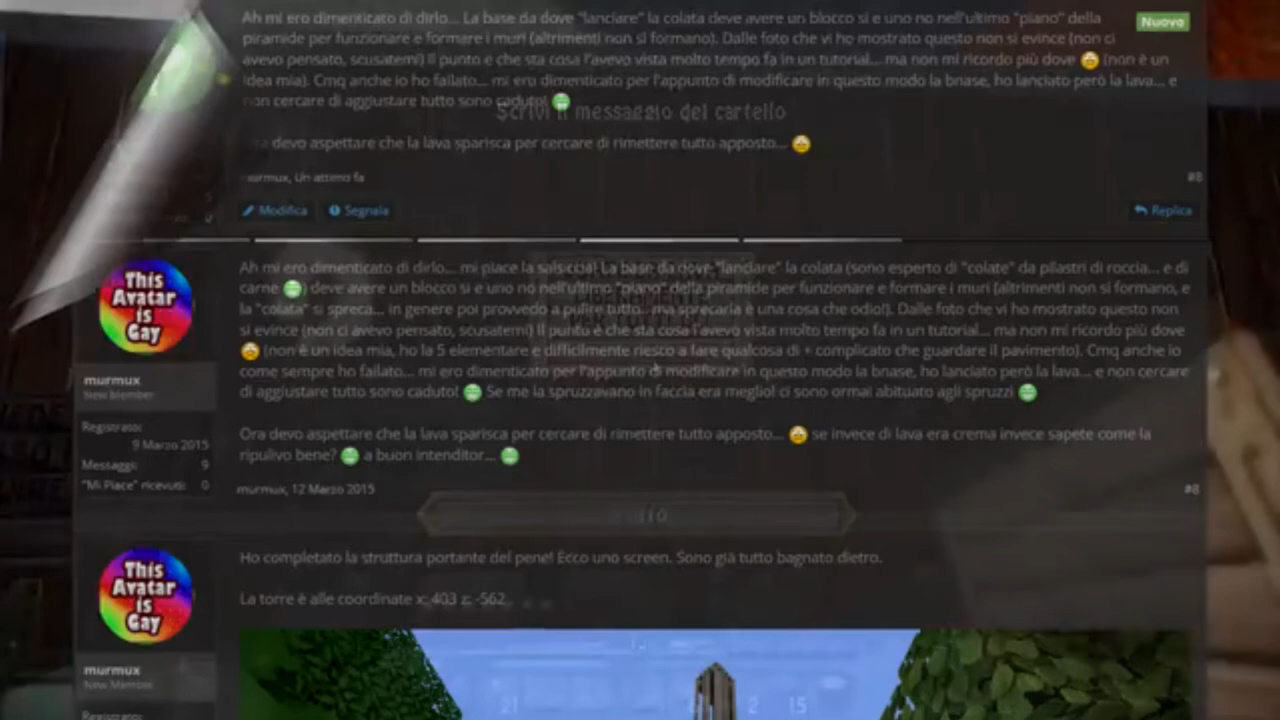 Ah mi ero dimenticato di dirlo... La base da dove "lanciare" la colata deve avere un blocco si e uno no nell'ultimo "piano" della
Nuovo
piramide per funzionare e formare i muri (altrimenti non si formano). Dalle foto che vi ho mostrato questo non si evince (non ci
avevo pensato, scusatemi) Il punto e che sta cosa l'avevo vista molto tempo fa in un tutorial... ma non mi ricordo più dove (non è un
idea mia). Cmq anche io ho failato... mi ero dimenticato per l'appunto di modificare in questo modo la bnase, ho lanciato però la lava... e
non cercare di aggiustare tutto sono caduto!
Scrivi il messaggio del cartello
devo aspettare che la lava sparisca per cercare di rimettere tutto apposto...
murmux, Un attimo fa
#8
Modifica
Segnala
Replica
This
Avatar
is
Gay
Ah mi ero dimenticato di dirlo... mi piace la salsiccia! La base da dove "lanciare" la colata (sono esperto di "colate" da pilastri di roccia... e di
carne ) deve avere un blocco si e uno no nell'ultimo "piano" della piramide per funzionare e formare i muri (altrimenti non si formano, e
la "colata" si spreca... in genere poi provvedo a pulire tutto... ma sprecarla è una cosa che odio!). Dalle foto che vi ho mostrato questo non
si evince (non ci avevo pensato, scusatemi) Il punto è che sta cosa l'avevo vista molto tempo fa in un tutorial... ma non mi ricordo più dove
(non è un idea mia, ho la 5 elementare e difficilmente riesco a fare qualcosa di + complicato che guardare il pavimento). Cmq anche io
come sempre ho failato... mi ero dimenticato per l'appunto di modificare in questo modo la bnase, ho lanciato però la lava... e non cercare
di aggiustare tutto sono caduto! Se me la spruzzavano in faccia era meglio! ci sono ormai abituato agli spruzzi
murmux
New Member
Registrato:
9 Marzo 2015
Messaggi: 9
"Mi Piace" ricevuti: 0
Ora devo aspettare che la lava sparisca per cercare di rimettere tutto apposto... se invece di lava era crema invece sapete come la
ripulivo bene? a buon intenditor...
murmux, 12 Marzo 2015
#8
This
Avatar
is
Gay
murmux
New Member
Registrato:
Ho completato la struttura portante del pene! Ecco uno screen. Sono già tutto bagnato dietro.
La torre è alle coordinate x: 403 z: -562
21
2 15